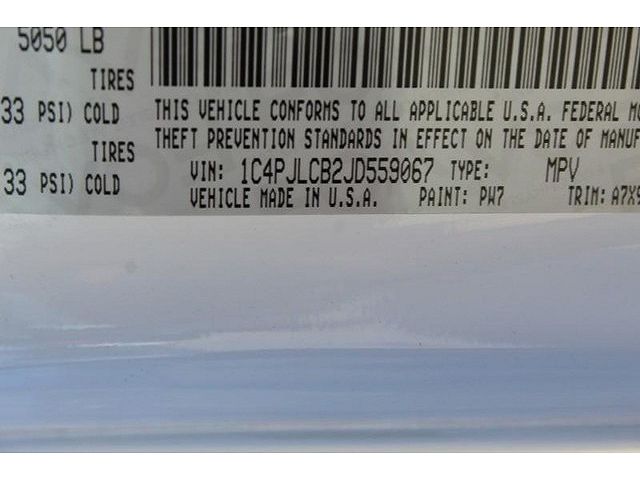 5050 LB
TIRES
33 PSI) COLD
TIRES
33 PSI) COLD
THIS VEHICLE CONFORMS TO ALL APPLICABLE U.S.A. FEDERAL
THEFT PREVENTION STANDARDS IN EFFECT ON THE DATE OF
VIN: 1C4PJLCB2JD559067 TYPE: MPV
VEHICLE MADE IN U.S.A. PAINT: PW7 TRIM: A7X9